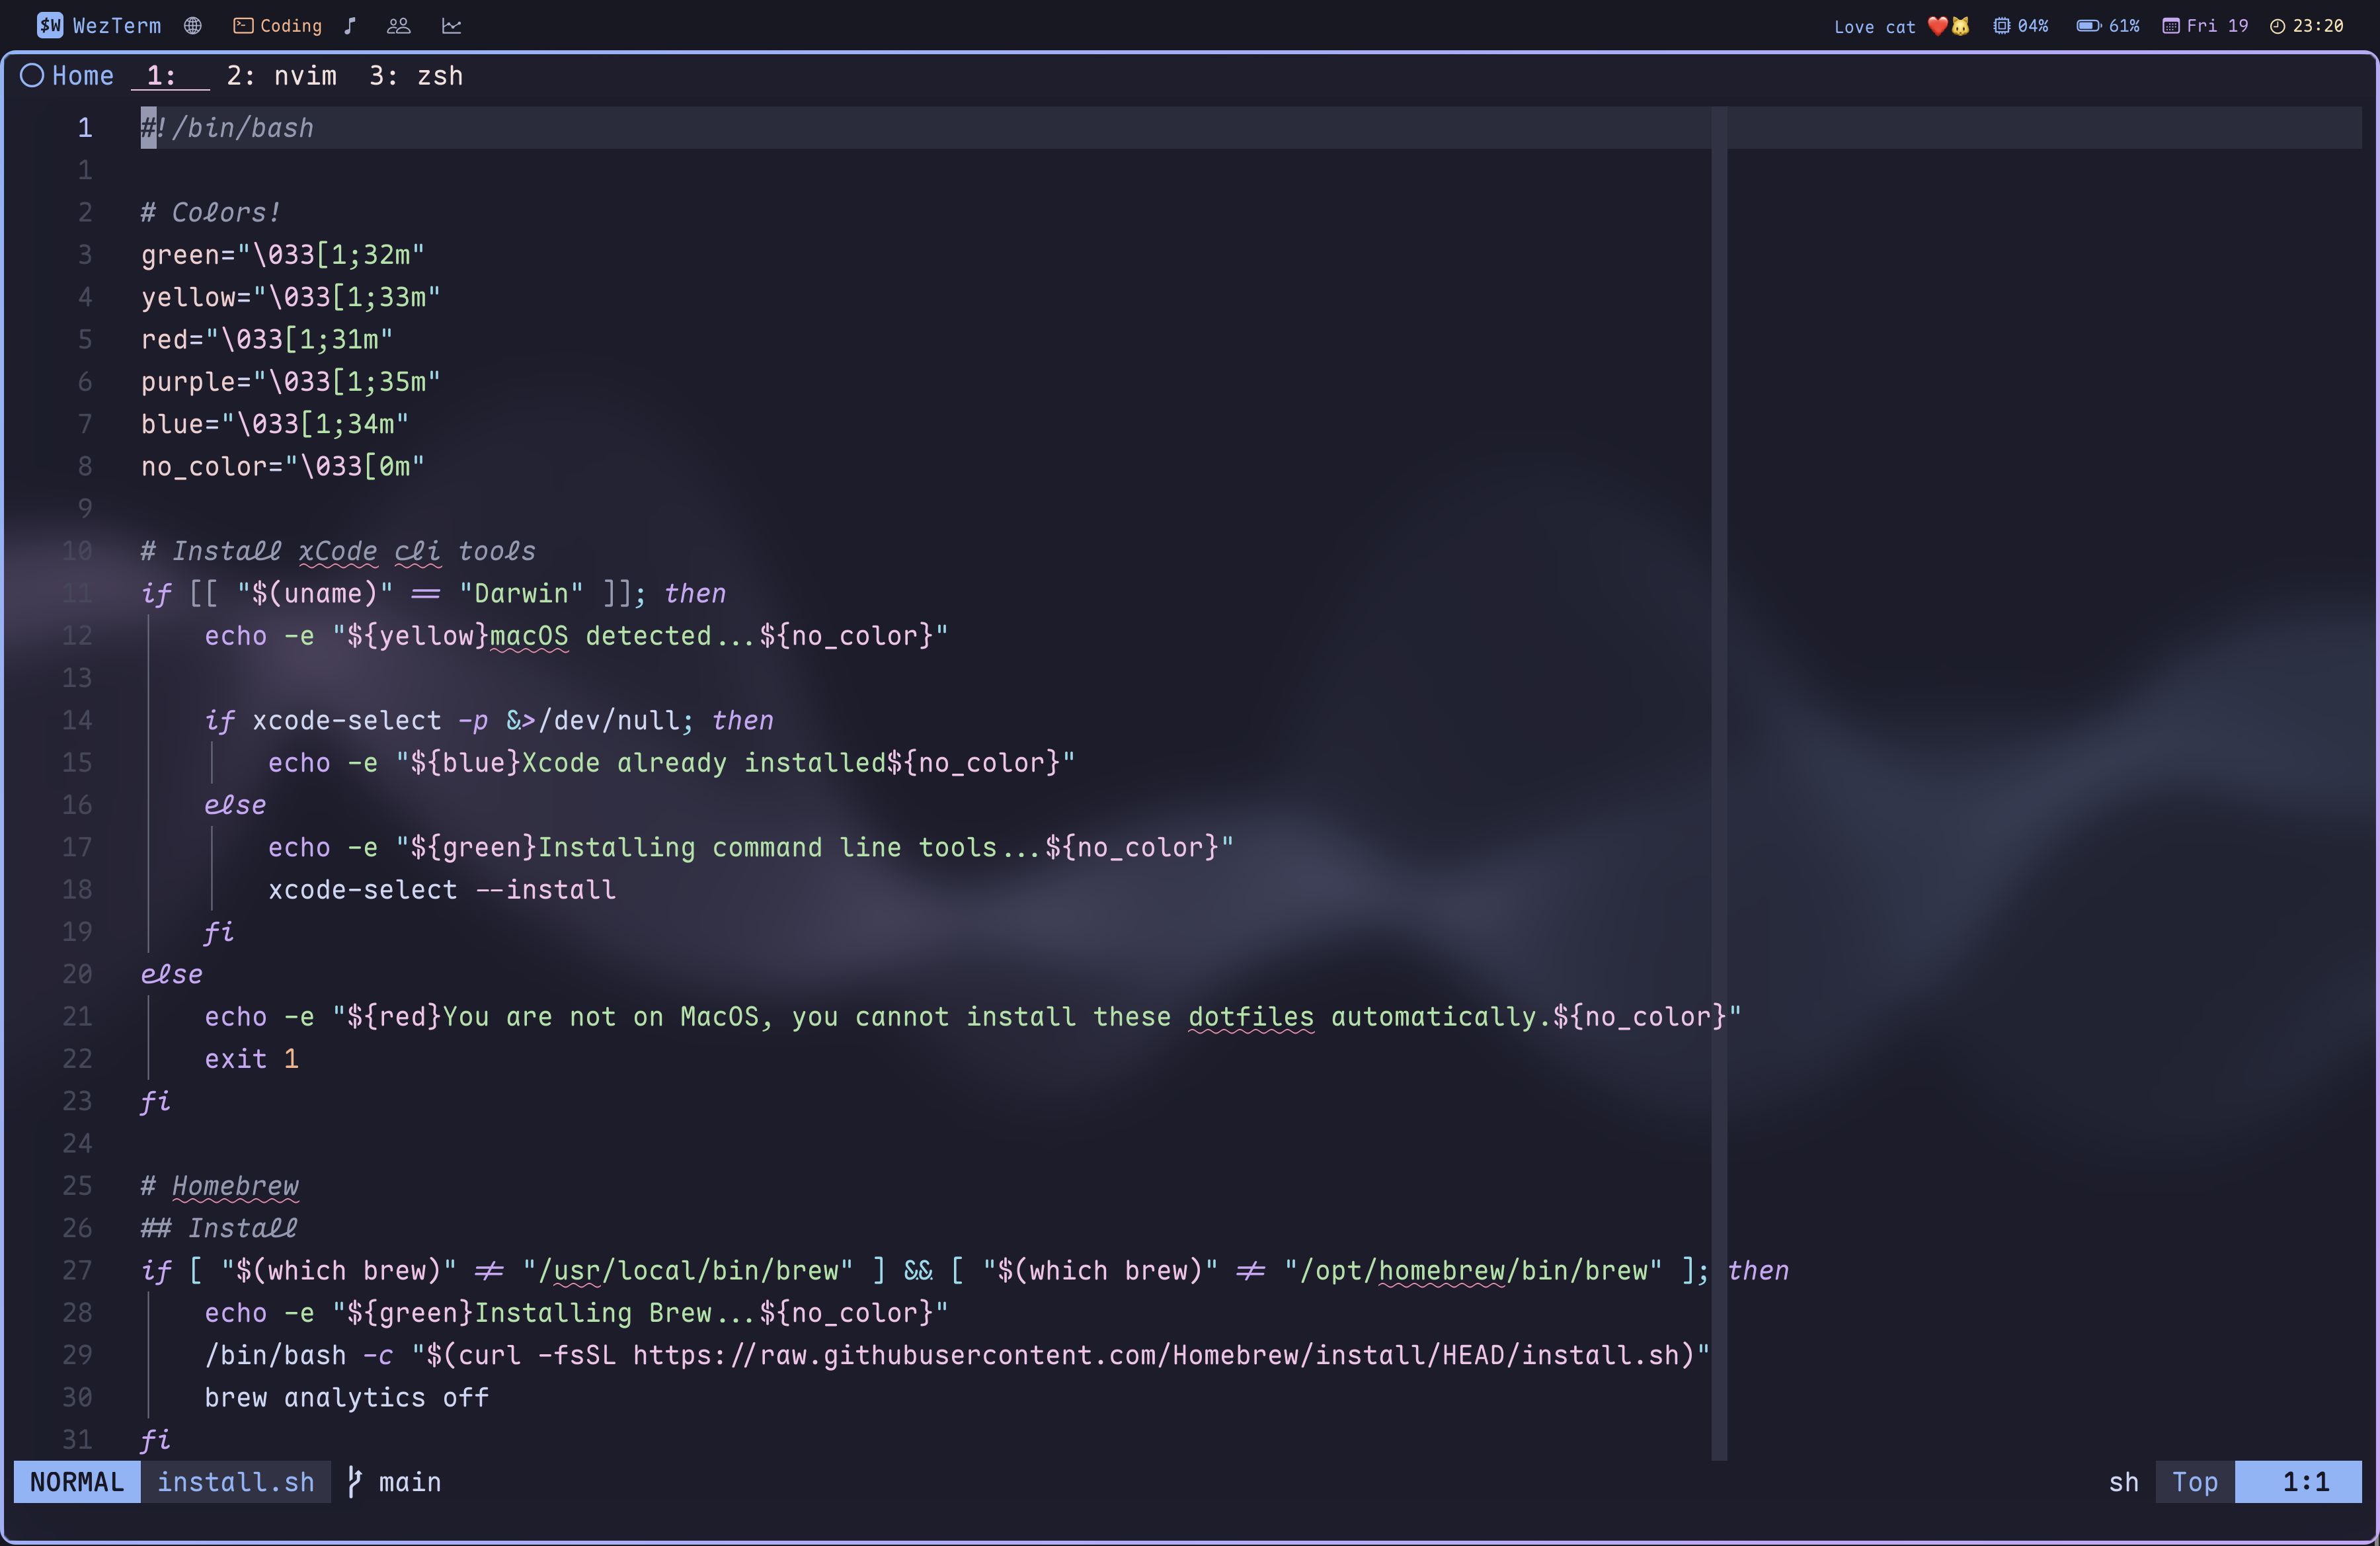 $W WezTerm Coding Love cat ❤️🐱 04% 61% Fri 19 23:20
Home 1: 2: nvim 3: zsh
1 #!/bin/bash
1
2 # Colors!
3 green="\033[1;32m"
4 yellow="\033[1;33m"
5 red="\033[1;31m"
6 purple="\033[1;35m"
7 blue="\033[1;34m"
8 no_color="\033[0m"
9
10 # Install xCode cli tools
11 if [[ "$(uname)" == "Darwin" ]]; then
12     echo -e "${yellow}macOS detected...${no_color}"
13
14     if xcode-select -p &>/dev/null; then
15         echo -e "${blue}Xcode already installed${no_color}"
16     else
17         echo -e "${green}Installing command line tools...${no_color}"
18         xcode-select --install
19     fi
20 else
21     echo -e "${red}You are not on MacOS, you cannot install these dotfiles automatically.${no_color}"
22     exit 1
23 fi
24
25 # Homebrew
26 ## Install
27 if [ "$(which brew)" != "/usr/local/bin/brew" ] && [ "$(which brew)" != "/opt/homebrew/bin/brew" ]; then
28     echo -e "${green}Installing Brew...${no_color}"
29     /bin/bash -c "$(curl -fsSL https://raw.githubusercontent.com/Homebrew/install/HEAD/install.sh)"
30     brew analytics off
31 fi
NORMAL install.sh main sh Top 1:1